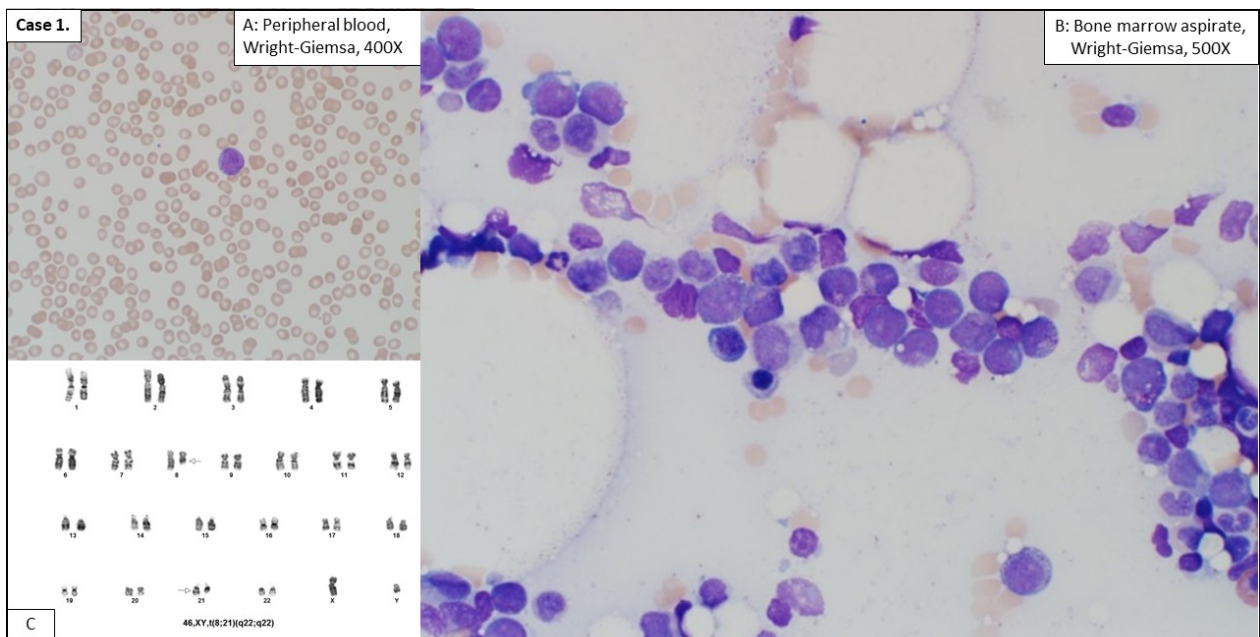 Case 1.
A: Peripheral blood,
Wright-Giemsa, 400X
B: Bone marrow aspirate,
Wright-Giemsa, 500X
1 2 3 4 5
6 7 8 9 10 11 12
13 14 15 16 17 18
19 20 21 22 X Y
C
46,XY,t(8;21)(q22;q22)